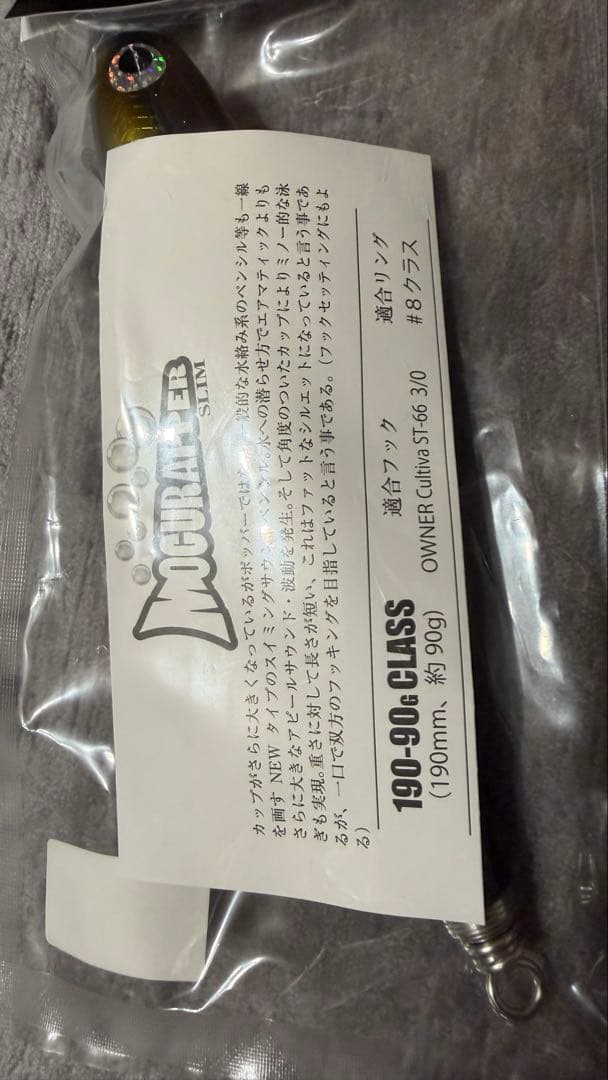 MOGURAPPER
SLIM
カップがさらに大きくなっているがポッパーではな 般的な水絡み系のペンシル等も一線
を画す NEW タイプのスイミングサウンドペンシル。水への潜らせ方でエアマティックよりも
さらに大きなアピールサウンド・波動を発生。そして角度のついたカップによりミノー的な泳
ぎも実現。重さに対して長さが短い、これはファットなシルエットになっていると言う事であ
るが、一口で双方のフッキングを目指していると言う事である。(フックセッティングにもよ
る)
190-90G CLASS 適合フック 適合リング
(190mm、約 90g) OWNER Cultiva ST-66 3/0 #8クラス